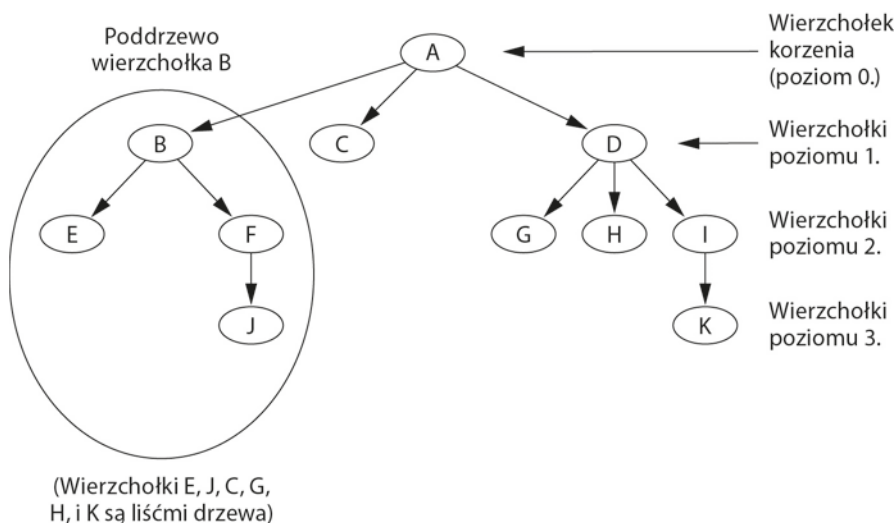 Poddrzewo
wierzchołka B
A
Wierzchołek
korzenia
(poziom 0.)
B
C
D
Wierzchołki
poziomu 1.
E
F
G
H
I
Wierzchołki
poziomu 2.
J
K
Wierzchołki
poziomu 3.
(Wierzchołki E, J, C, G,
H, i K są liśćmi drzewa)